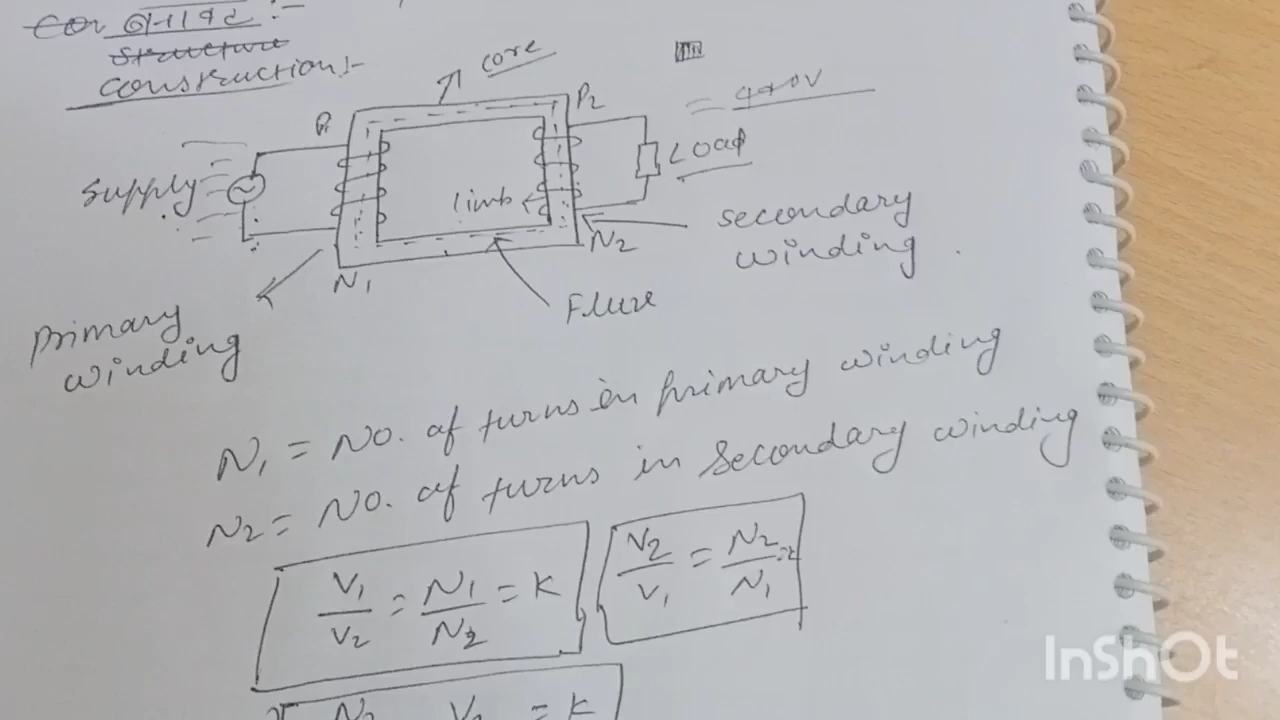 construction:-
core
P2
P1
= 440V
Supply
Load
limb
secondary
winding
N2
N1
Flux
Primary
winding
N1 = NO. of turns in primary winding
N2 = NO. of turns in secondary winding
V1/V2 = N1/N2 = K
V2/V1 = N2/N1
= K
InShOt